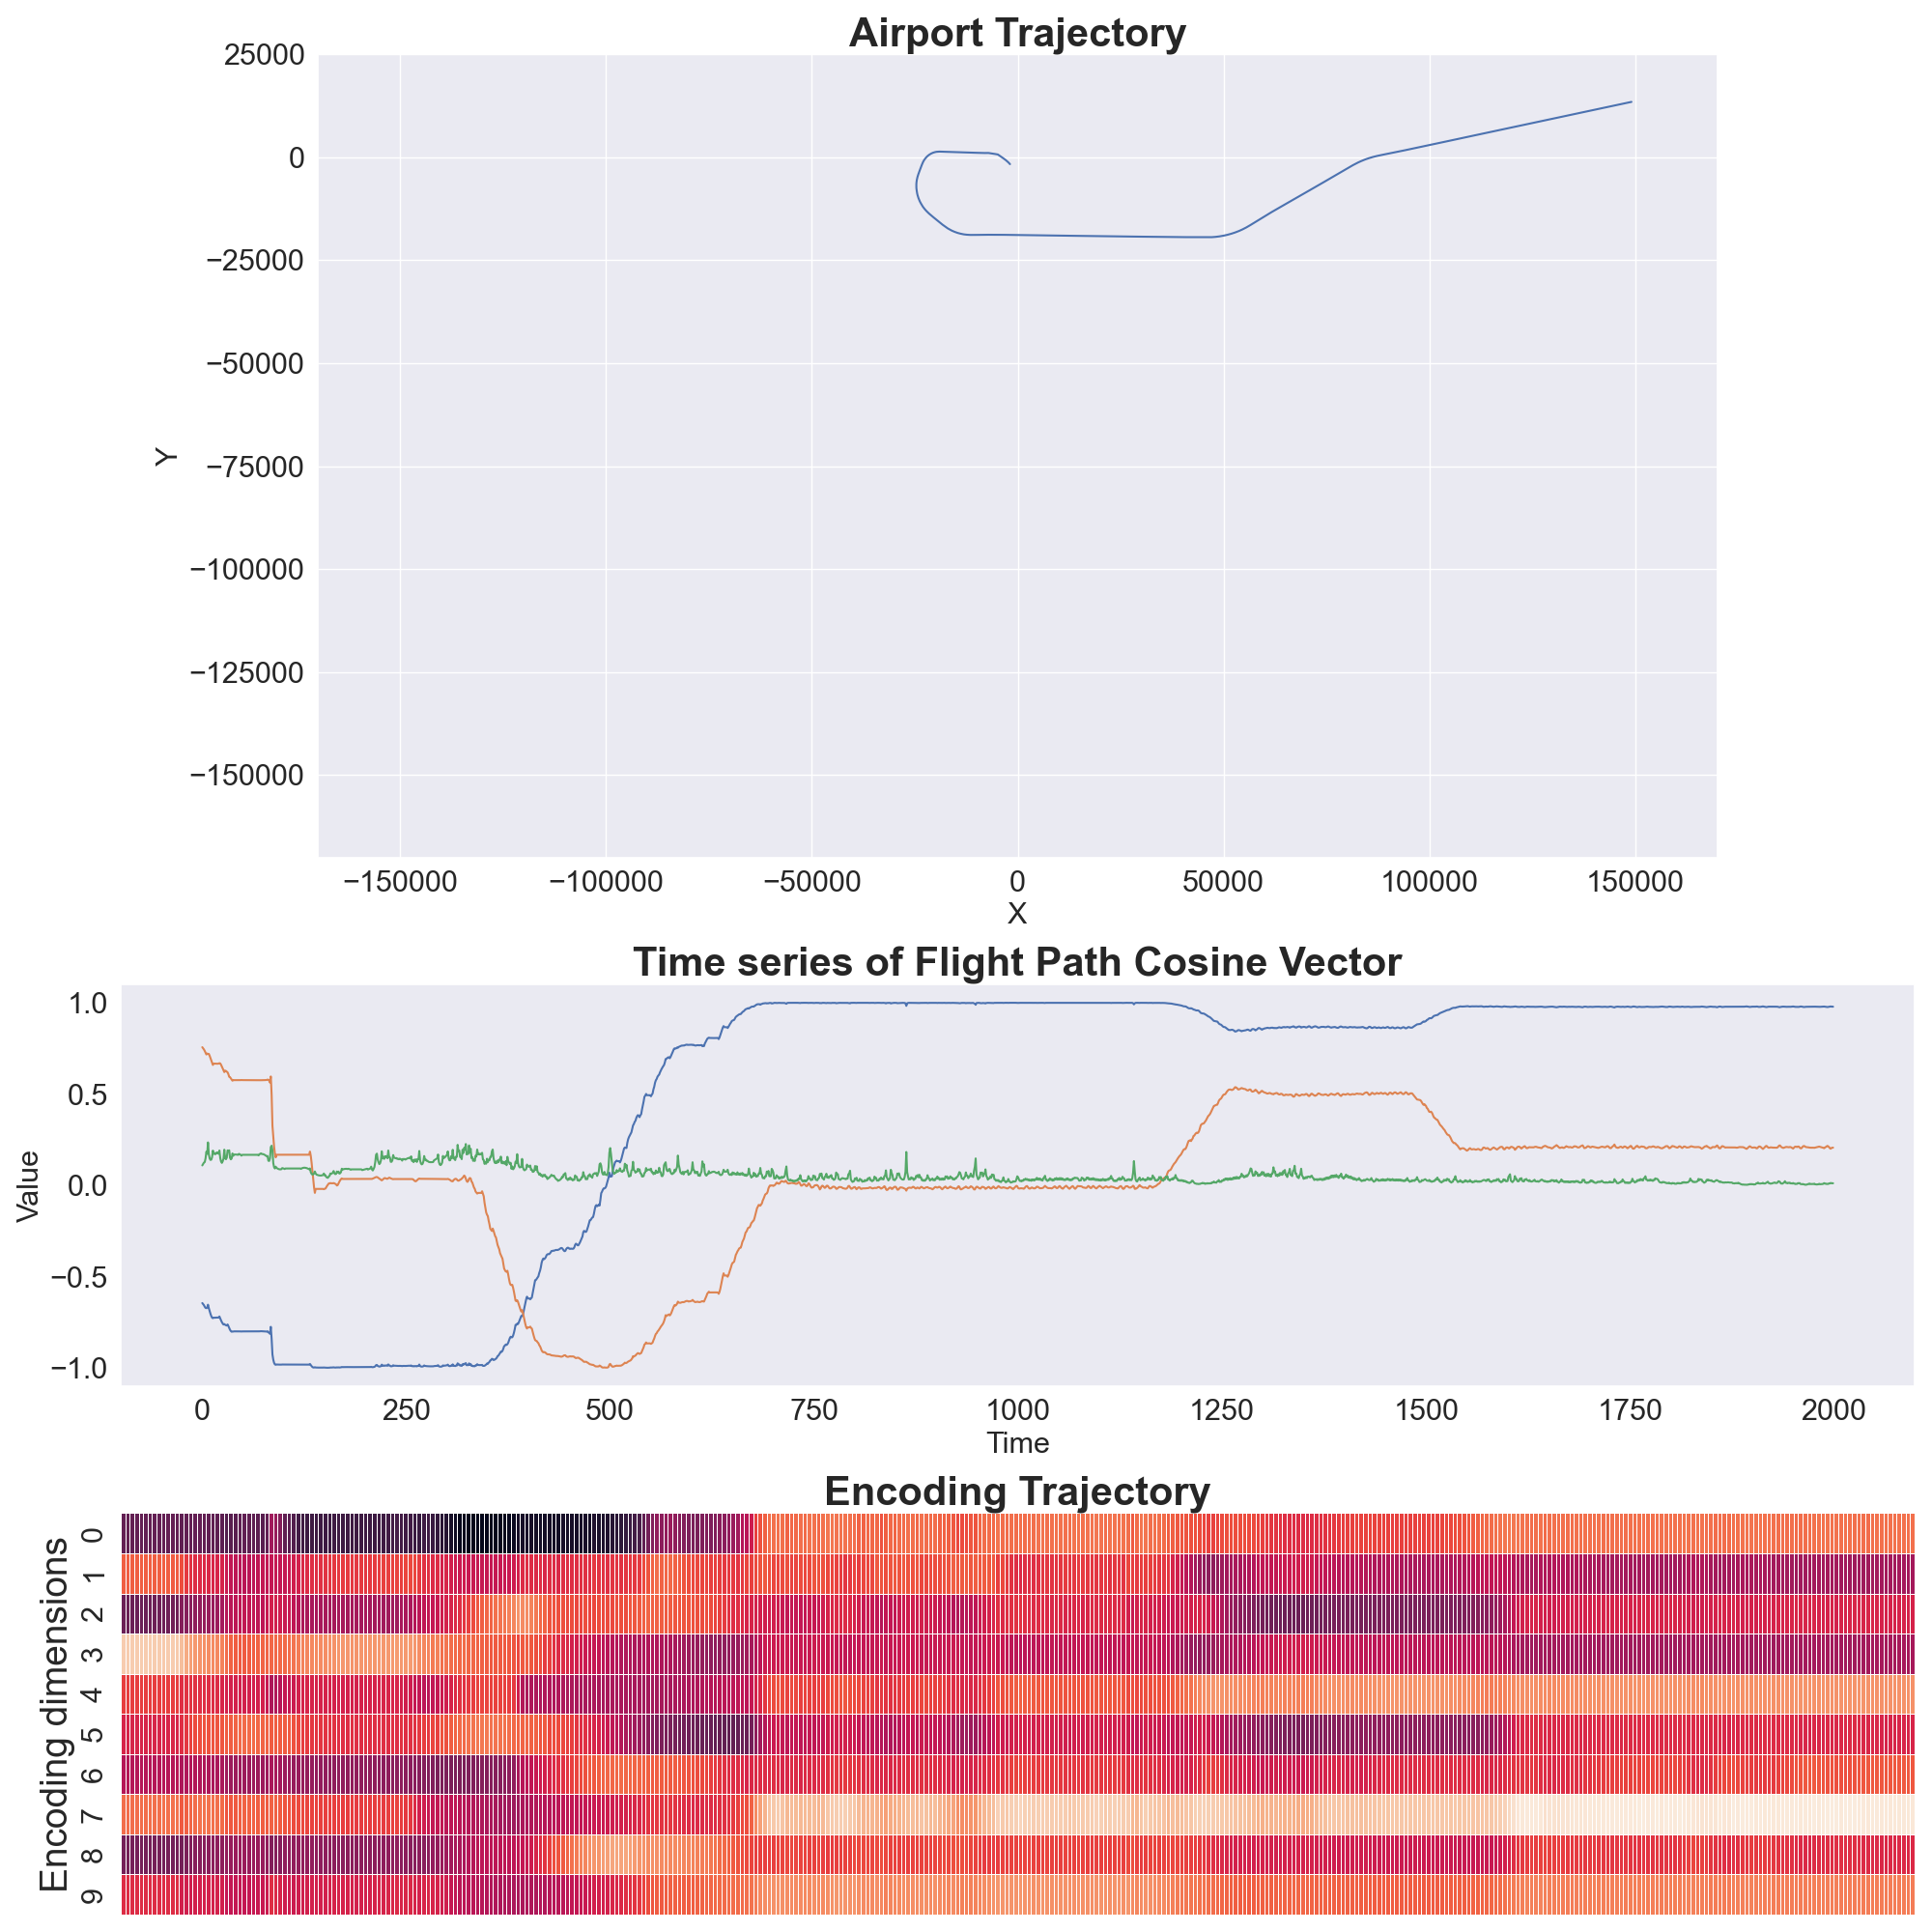 Airport Trajectory
25000
0
−25000
−50000
−75000
−100000
−125000
−150000
Y
−150000 −100000 −50000 0 50000 100000 150000
X
Time series of Flight Path Cosine Vector
1.0
0.5
0.0
−0.5
−1.0
Value
0 250 500 750 1000 1250 1500 1750 2000
Time
Encoding Trajectory
Encoding dimensions
0
1
2
3
4
5
6
7
8
9